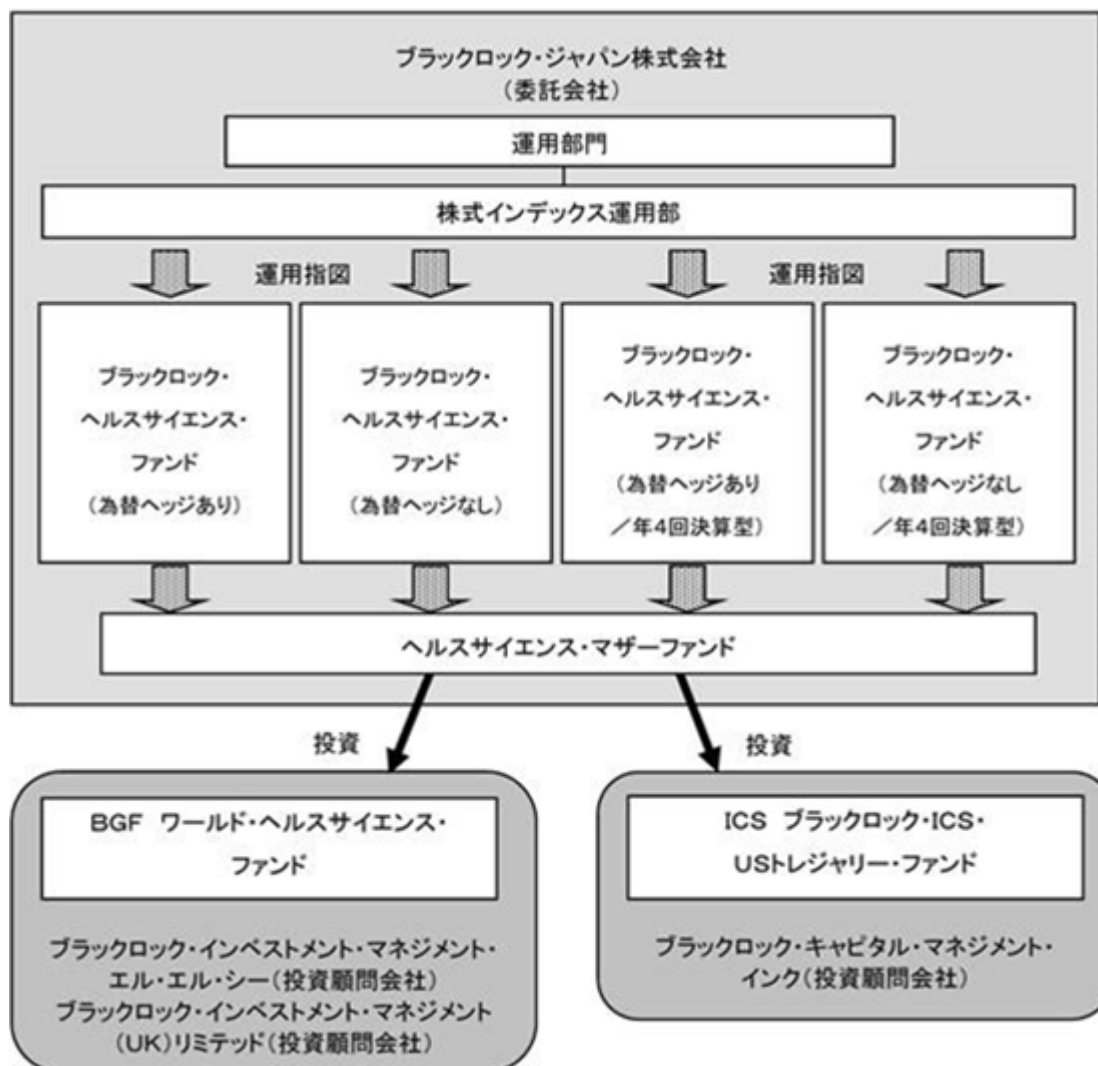 ブラックロック・ジャパン株式会社
(委託会社)
運用部門
株式インデックス運用部
運用指図
運用指図
ブラックロック・
ヘルスサイエンス・
ファンド
(為替ヘッジあり)
ブラックロック・
ヘルスサイエンス・
ファンド
(為替ヘッジなし)
ブラックロック・
ヘルスサイエンス・
ファンド
(為替ヘッジあり
/年4回決算型)
ブラックロック・
ヘルスサイエンス・
ファンド
(為替ヘッジなし
/年4回決算型)
ヘルスサイエンス・マザーファンド
投資
投資
BGF ワールド・ヘルスサイエンス・
ファンド
ブラックロック・インベストメント・マネジメント・
エル・エル・シー(投資顧問会社)
ブラックロック・インベストメント・マネジメント
(UK)リミテッド(投資顧問会社)
ICS ブラックロック・ICS・
USトレジャリー・ファンド
ブラックロック・キャピタル・マネジメント・
インク(投資顧問会社)